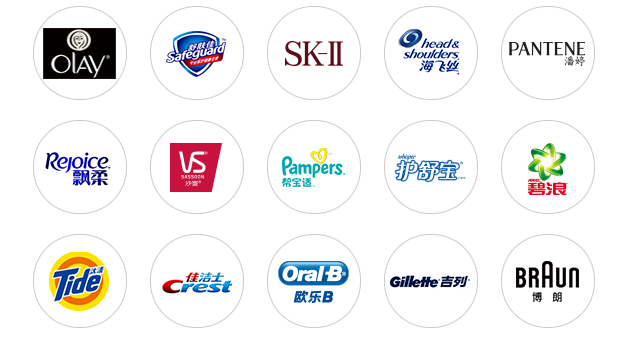 OLAY®
舒肤佳
Safeguard
SK-II
head&
shoulders®
海飞丝®
PANTENE
潘婷
Rejoice®
飘柔
VS®
SASSOON
沙宣®
Pampers®
帮宝适®
whisper
护舒宝®
碧浪
Tide
汰渍
佳洁士
Crest
Oral-B®
欧乐B
Gillette®吉列®
BRAUN
博朗